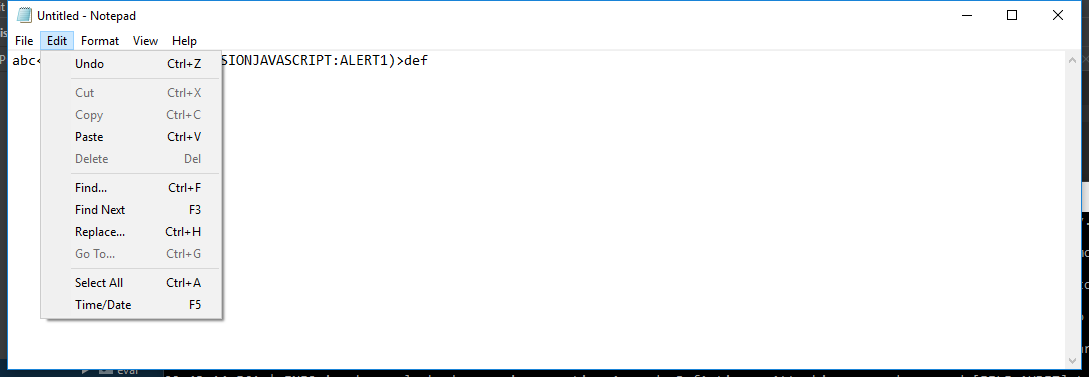 Untitled - Notepad
File Edit Format View Help
abc< SIONJAVASCRIPT:ALERT1)>def
Undo Ctrl+Z
Cut Ctrl+X
Copy Ctrl+C
Paste Ctrl+V
Delete Del
Find... Ctrl+F
Find Next F3
Replace... Ctrl+H
Go To... Ctrl+G
Select All Ctrl+A
Time/Date F5
eval